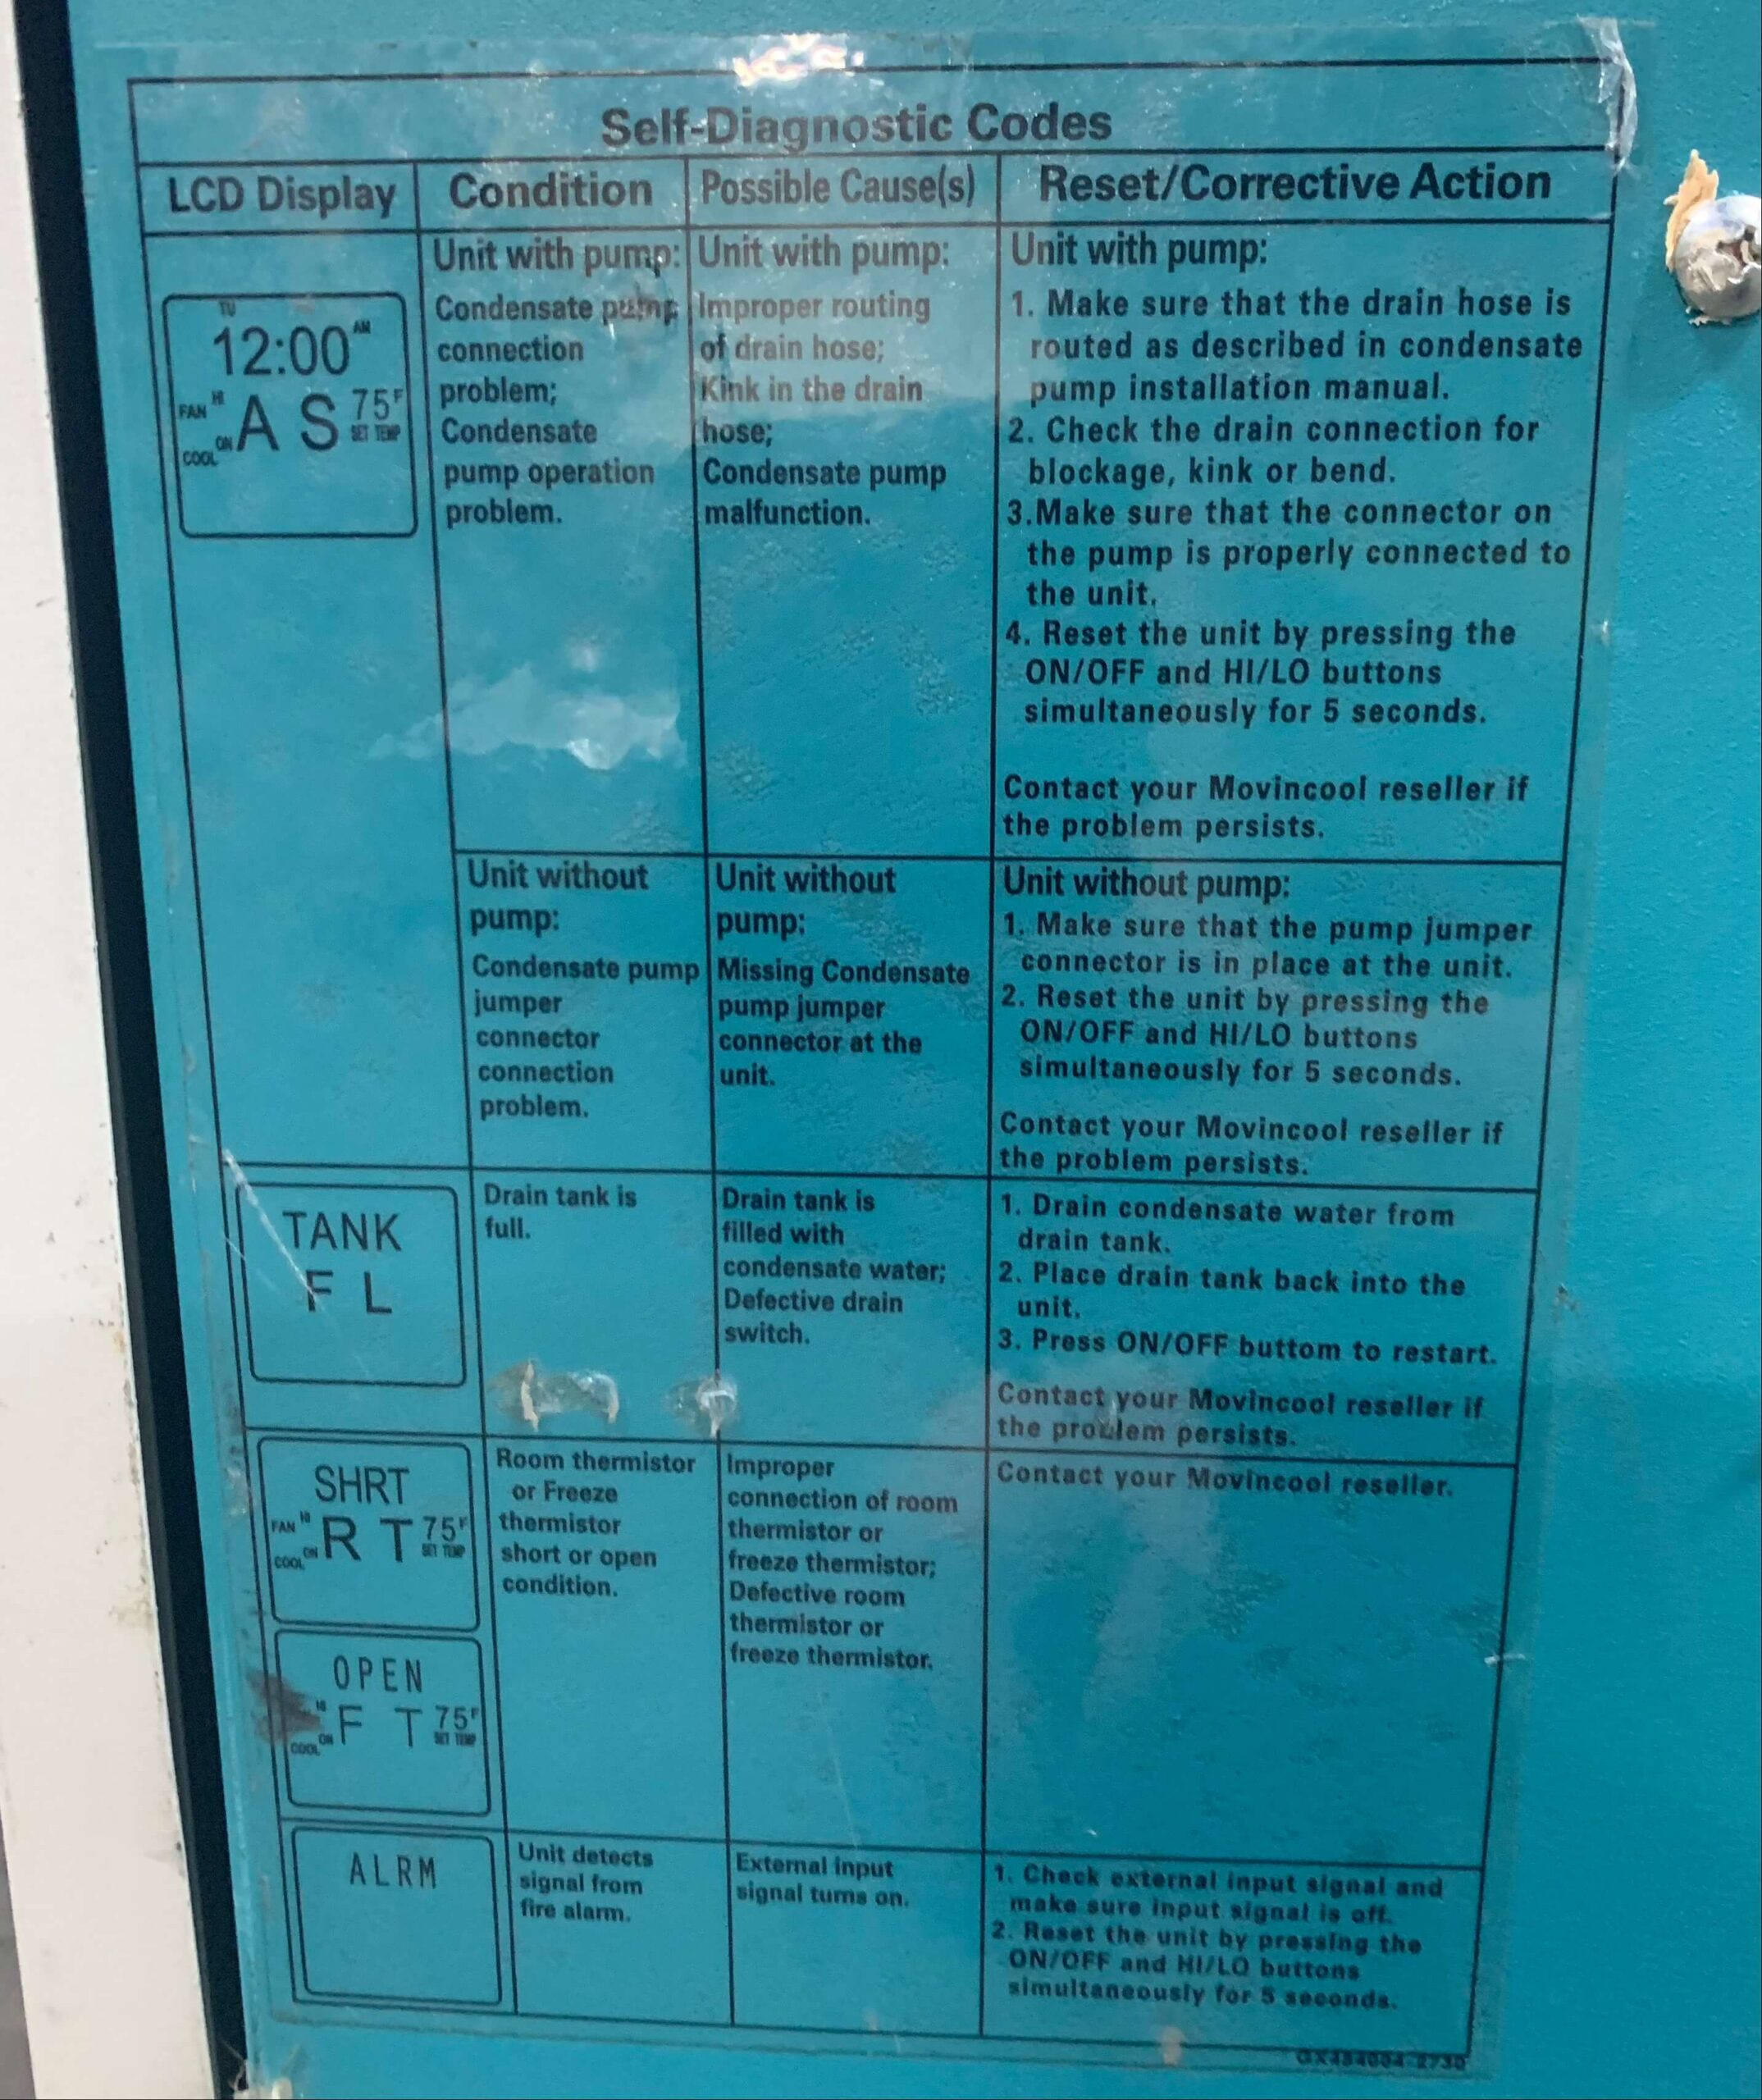 Self-Diagnostic Codes
LCD Display
Condition
Possible Cause(s)
Reset/Corrective Action
TU
12:00 AM
FAN HI
A S
75F
SET TEMP
COOL ON
Unit with pump:
Condensate pump
connection
problem;
Condensate
pump operation
problem.
Unit with pump:
Improper routing
of drain hose;
Kink in the drain
hose;
Condensate pump
malfunction.
Unit with pump:
1. Make sure that the drain hose is
routed as described in condensate
pump installation manual.
2. Check the drain connection for
blockage, kink or bend.
3.Make sure that the connector on
the pump is properly connected to
the unit.
4. Reset the unit by pressing the
ON/OFF and HI/LO buttons
simultaneously for 5 seconds.
Contact your Movincool reseller if
the problem persists.
Unit without
pump:
Condensate pump
jumper
connector
connection
problem.
Unit without
pump:
Missing Condensate
pump jumper
connector at the
unit.
Unit without pump:
1. Make sure that the pump jumper
connector is in place at the unit.
2. Reset the unit by pressing the
ON/OFF and HI/LO buttons
simultaneously for 5 seconds.
Contact your Movincool reseller if
the problem persists.
TANK
F L
Drain tank is
full.
Drain tank is
filled with
condensate water;
Defective drain
switch.
1. Drain condensate water from
drain tank.
2. Place drain tank back into the
unit.
3. Press ON/OFF buttom to restart.
Contact your Movincool reseller if
the problem persists.
SHRT
FAN HI
R T
75F
SET TEMP
COOL ON
OPEN
HI
F T
75F
SET TEMP
COOL ON
Room thermistor
or Freeze
thermistor
short or open
condition.
Improper
connection of room
thermistor or
freeze thermistor;
Defective room
thermistor or
freeze thermistor.
Contact your Movincool reseller.
ALRM
Unit detects
signal from
fire alarm.
External input
signal turns on.
1. Check external input signal and
make sure input signal is off.
2. Reset the unit by pressing the
ON/OFF and HI/LO buttons
simultaneously for 5 seconds.